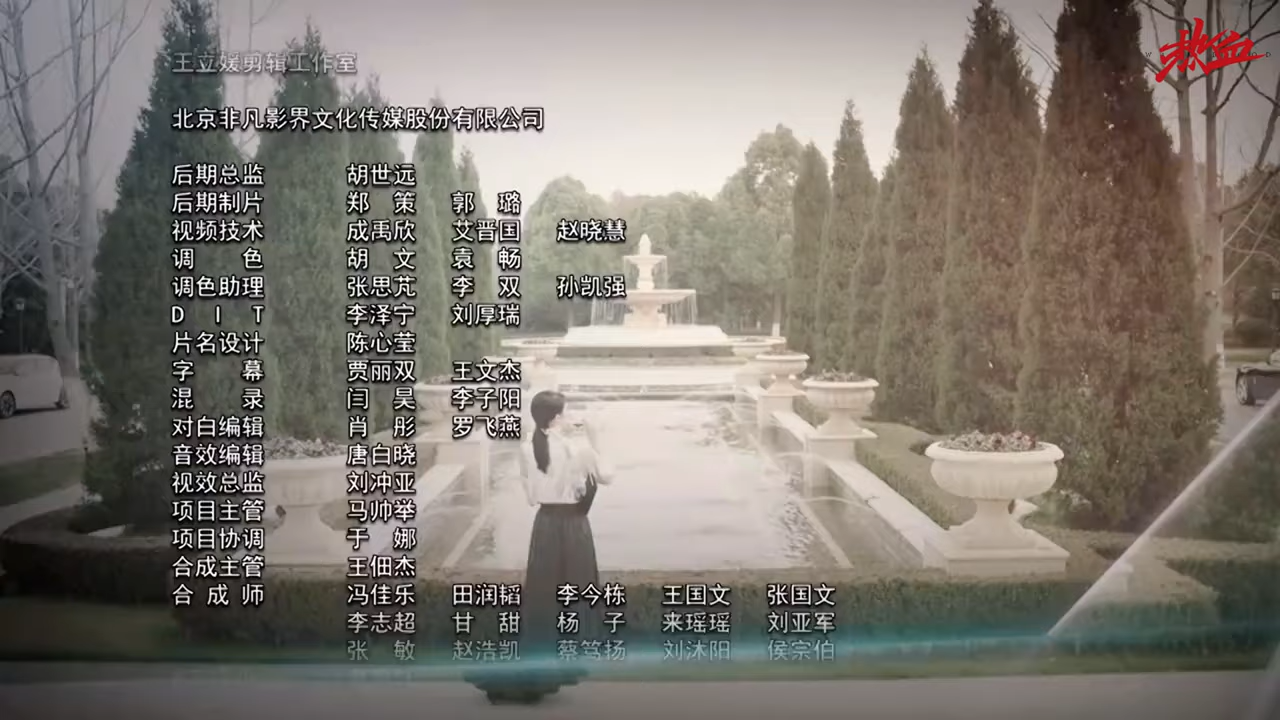 热血
王立媛剪辑工作室
北京非凡影界文化传媒股份有限公司
后期总监 胡世远
后期制片 郑 策 郭 璐
视频技术 成禹欣 艾晋国 赵晓慧
调 色 胡 文 袁 畅
调色助理 张思芃 李 双 孙凯强
D I T 李泽宁 刘厚瑞
片名设计 陈心莹
字 幕 贾丽双 王文杰
混 录 闫 昊 李子阳
对白编辑 肖 彤 罗飞燕
音效编辑 唐白晓
视效总监 刘冲亚
项目主管 马帅举
项目协调 于 娜
合成主管 王佃杰
合 成 师 冯佳乐 田润韬 李今栋 王国文 张国文
李志超 甘 甜 杨 子 来瑶瑶 刘亚军
张 敏 赵浩凯 蔡笃扬 刘沐阳 侯宗伯